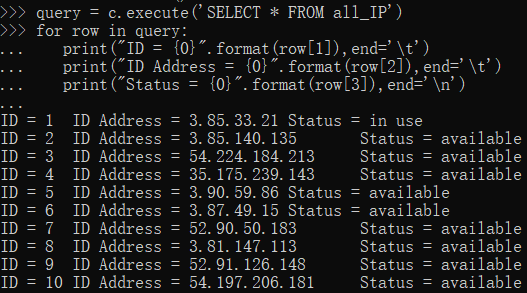 >>> query = c.execute('SELECT * FROM all_IP')
>>> for row in query:
...     print("ID = {0}".format(row[1]),end='\t')
...     print("ID Address = {0}".format(row[2]),end='\t')
...     print("Status = {0}".format(row[3]),end='\n')
...
ID = 1  ID Address = 3.85.33.21 Status = in use
ID = 2  ID Address = 3.85.140.135       Status = available
ID = 3  ID Address = 54.224.184.213     Status = available
ID = 4  ID Address = 35.175.239.143     Status = available
ID = 5  ID Address = 3.90.59.86 Status = available
ID = 6  ID Address = 3.87.49.15 Status = available
ID = 7  ID Address = 52.90.50.183       Status = available
ID = 8  ID Address = 3.81.147.113       Status = available
ID = 9  ID Address = 52.91.126.148      Status = available
ID = 10 ID Address = 54.197.206.181     Status = available